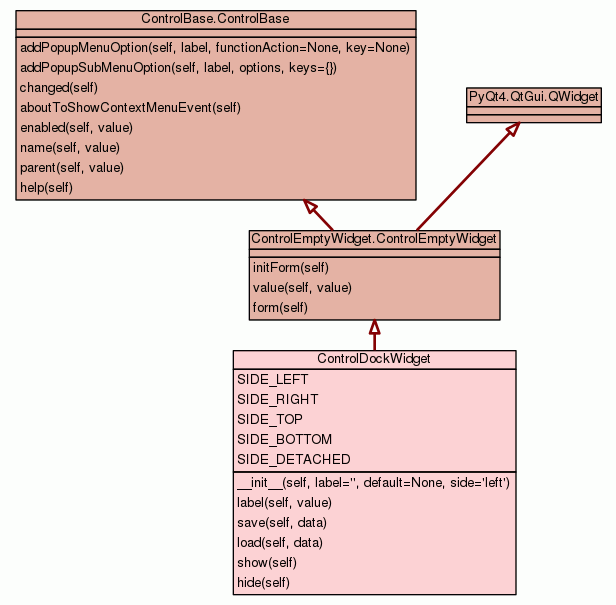 ControlBase.ControlBase
addPopupMenuOption(self, label, functionAction=None, key=None)
addPopupSubMenuOption(self, label, options, keys={})
changed(self)
aboutToShowContextMenuEvent(self)
enabled(self, value)
name(self, value)
parent(self, value)
help(self)
PyQt4.QtGui.QWidget
ControlEmptyWidget.ControlEmptyWidget
initForm(self)
value(self, value)
form(self)
ControlDockWidget
SIDE_LEFT
SIDE_RIGHT
SIDE_TOP
SIDE_BOTTOM
SIDE_DETACHED
__init__(self, label='', default=None, side='left')
label(self, value)
save(self, data)
load(self, data)
show(self)
hide(self)